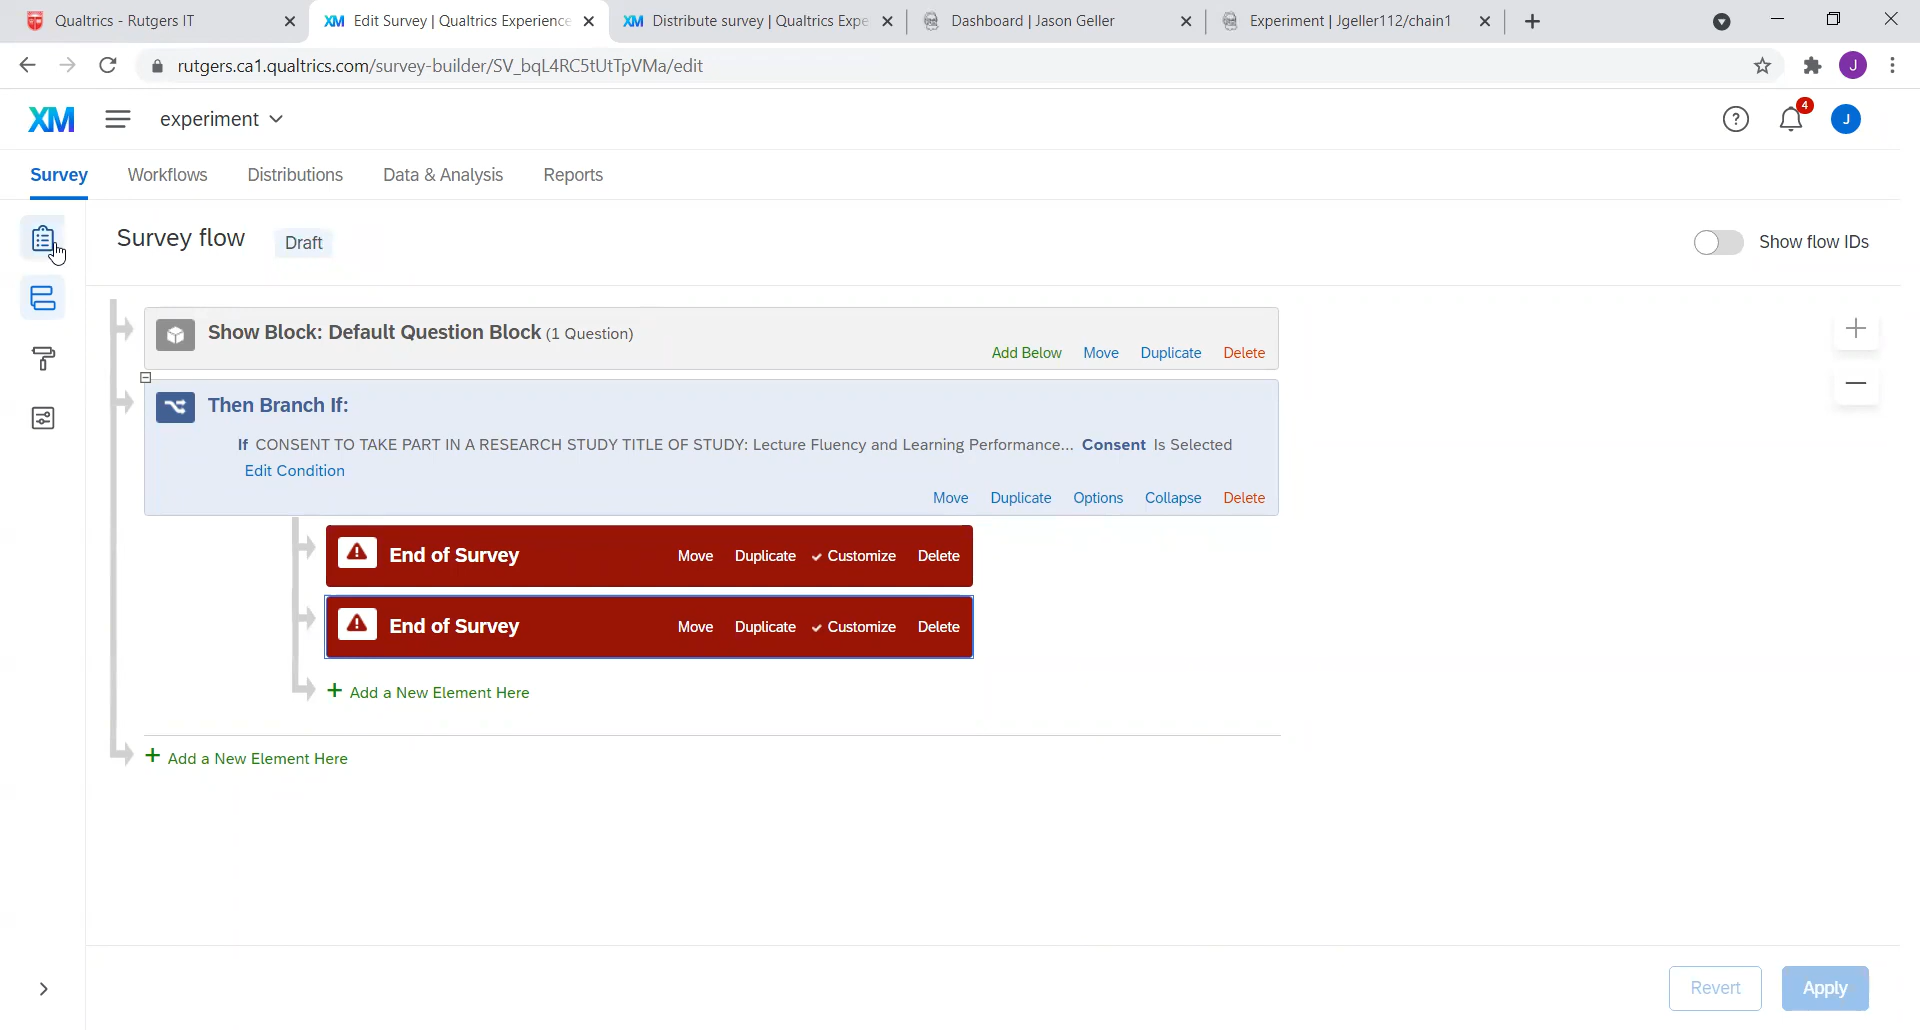 Qualtrics - Rutgers IT
XM Edit Survey | Qualtrics Experience
XM Distribute survey | Qualtrics Expe
Dashboard | Jason Geller
Experiment | Jgeller112/chain1
rutgers.ca1.qualtrics.com/survey-builder/SV_bqL4RC5tUtTpVMa/edit
J
XM
experiment
?
4
J
Survey
Workflows
Distributions
Data & Analysis
Reports
Survey flow
Draft
Show flow IDs
Show Block: Default Question Block (1 Question)
Add Below Move Duplicate Delete
Then Branch If:
If CONSENT TO TAKE PART IN A RESEARCH STUDY TITLE OF STUDY: Lecture Fluency and Learning Performance... Consent Is Selected
Edit Condition
Move Duplicate Options Collapse Delete
End of Survey Move Duplicate Customize Delete
End of Survey Move Duplicate Customize Delete
+ Add a New Element Here
+ Add a New Element Here
Revert
Apply